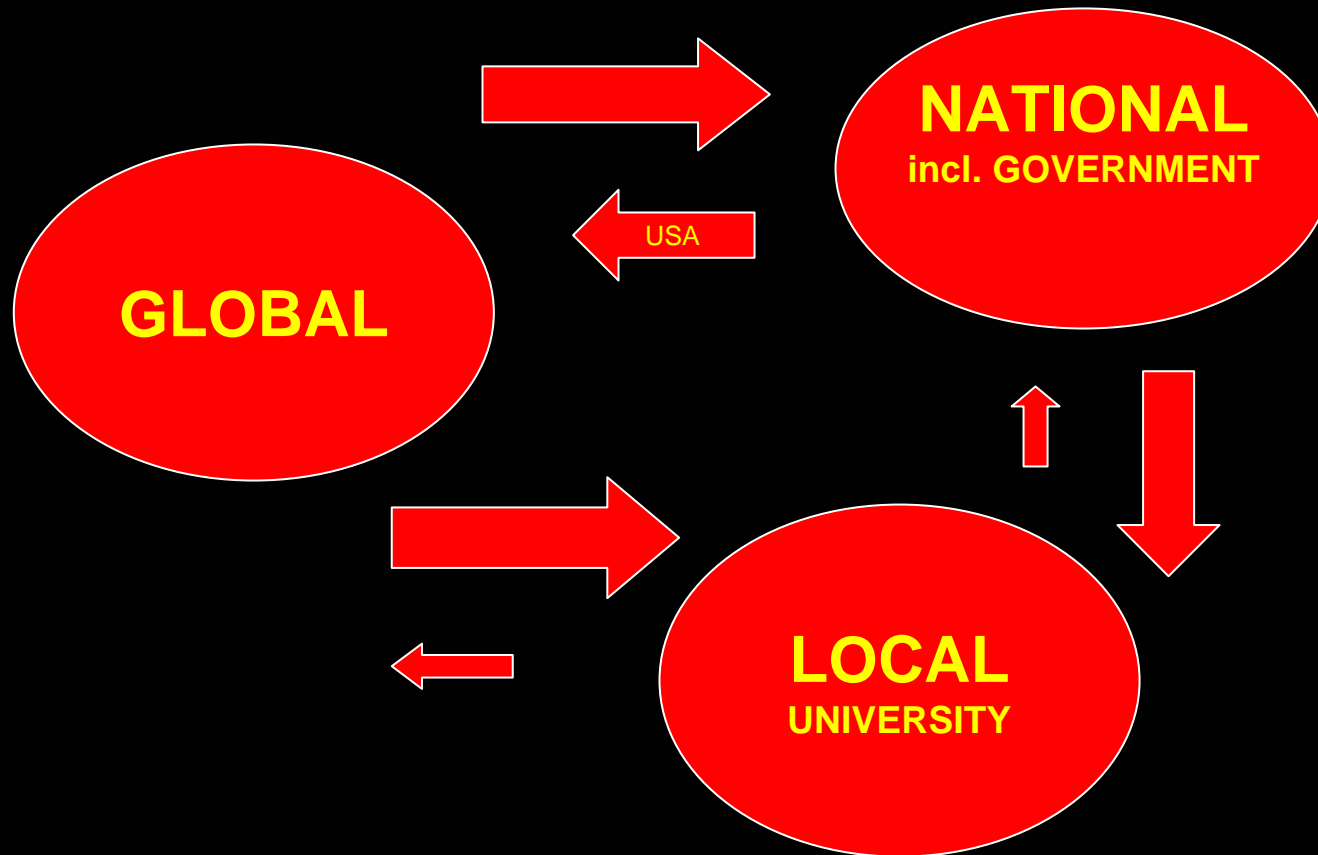 NATIONAL
incl. GOVERNMENT
USA
GLOBAL
LOCAL
UNIVERSITY